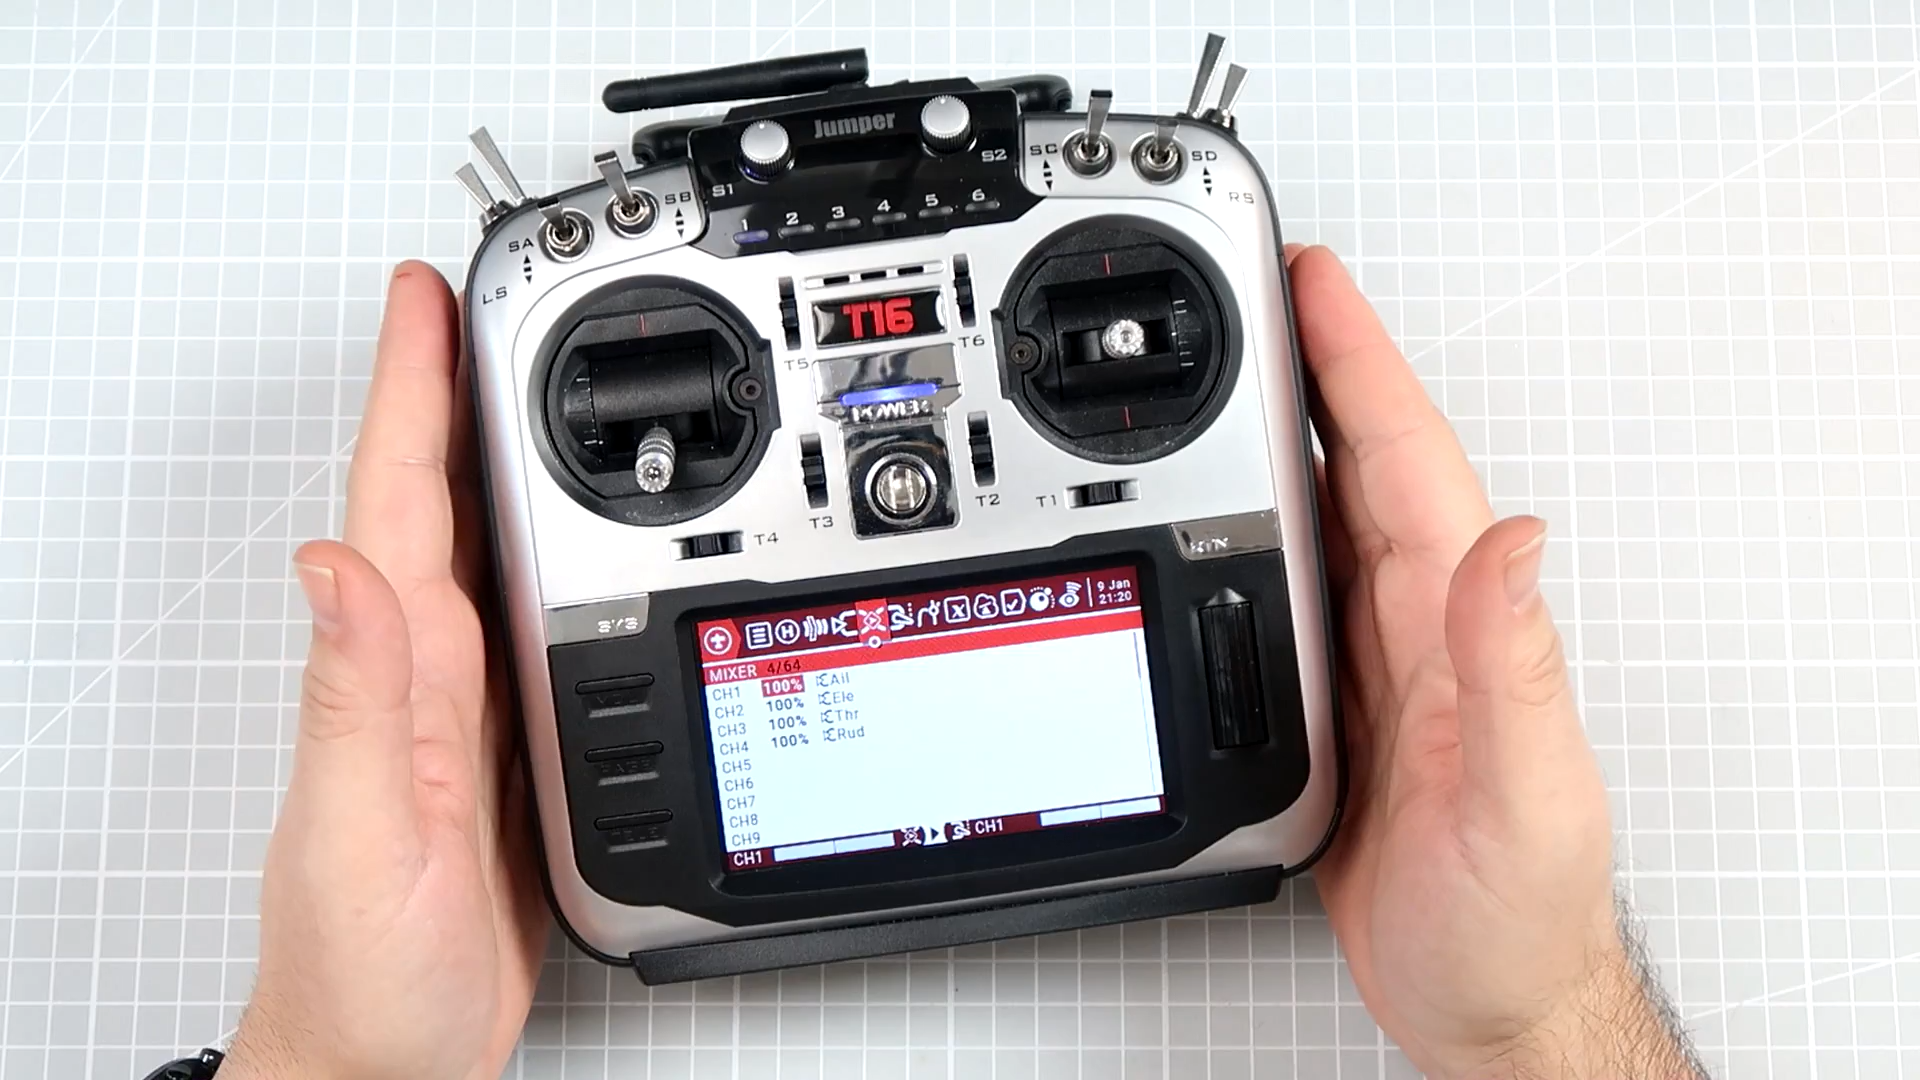 Jumper
S1
S2
SA
SB
SC
SD
LS
RS
1 2 3 4 5 6
T16
T5
T6
POWER
T3
T2
T1
T4
SYS
9 Jan
21:20
MIXER 4/64
CH1 100% Ail
CH2 100% Ele
CH3 100% Thr
CH4 100% Rud
CH5
CH6
CH7
CH8
CH9
CH1
CH1